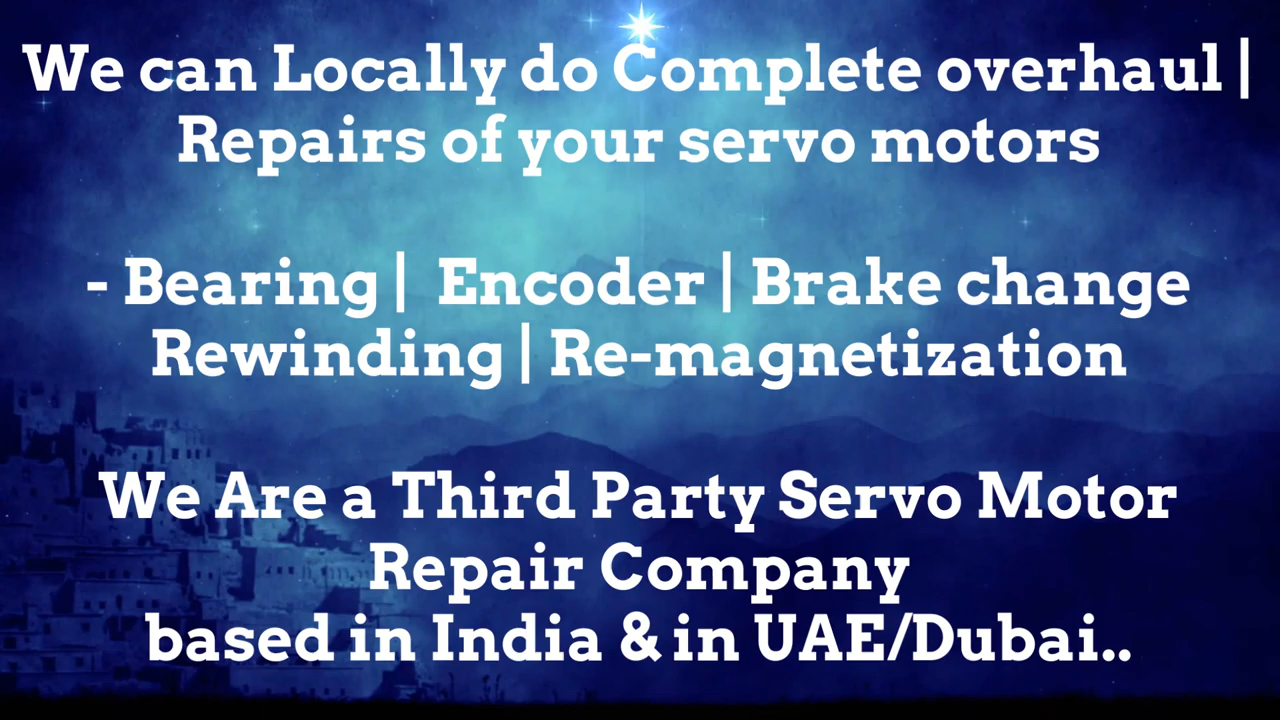 We can Locally do Complete overhaul |
Repairs of your servo motors
- Bearing | Encoder | Brake change
Rewinding | Re-magnetization
We Are a Third Party Servo Motor
Repair Company
based in India & in UAE/Dubai..